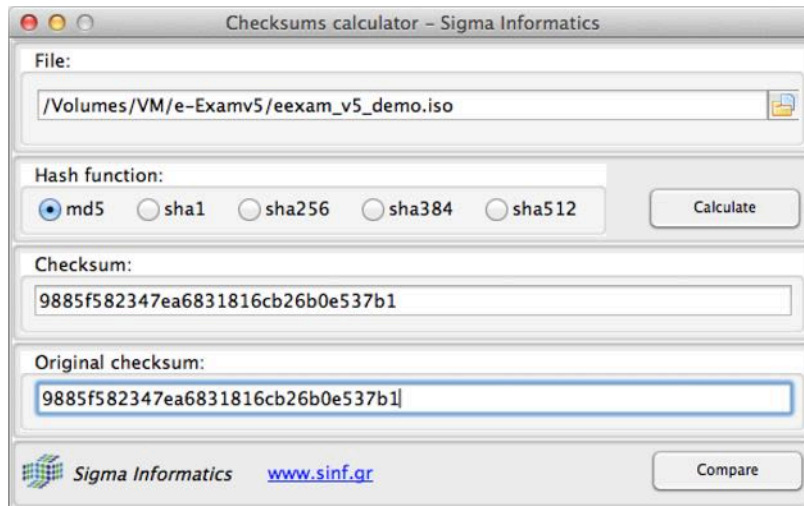 Checksums calculator – Sigma Informatics
File:
/Volumes/VM/e-Examv5/eexam_v5_demo.iso
Hash function:
md5 sha1 sha256 sha384 sha512 Calculate
Checksum:
9885f582347ea6831816cb26b0e537b1
Original checksum:
9885f582347ea6831816cb26b0e537b1
Sigma Informatics www.sinf.gr Compare